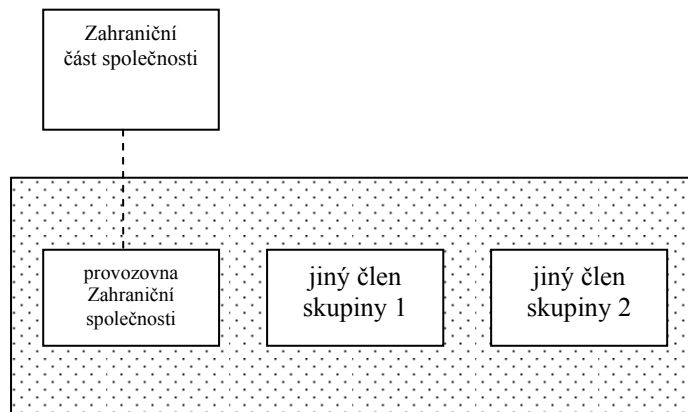 Zahraniční
část společnosti
provozovna
Zahraniční
společnosti
jiný člen
skupiny 1
jiný člen
skupiny 2